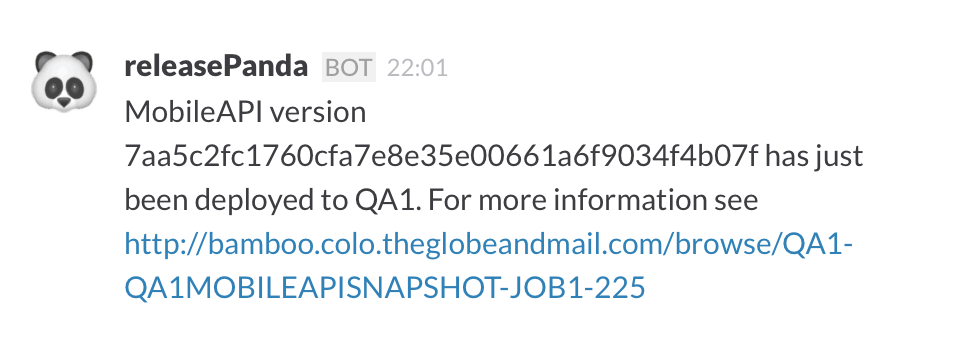 releasePanda BOT 22:01
MobileAPI version
7aa5c2fc1760cfa7e8e35e00661a6f9034f4b07f has just
been deployed to QA1. For more information see
http://bamboo.colo.theglobeandmail.com/browse/QA1-
QA1MOBILEAPISNAPSHOT-JOB1-225